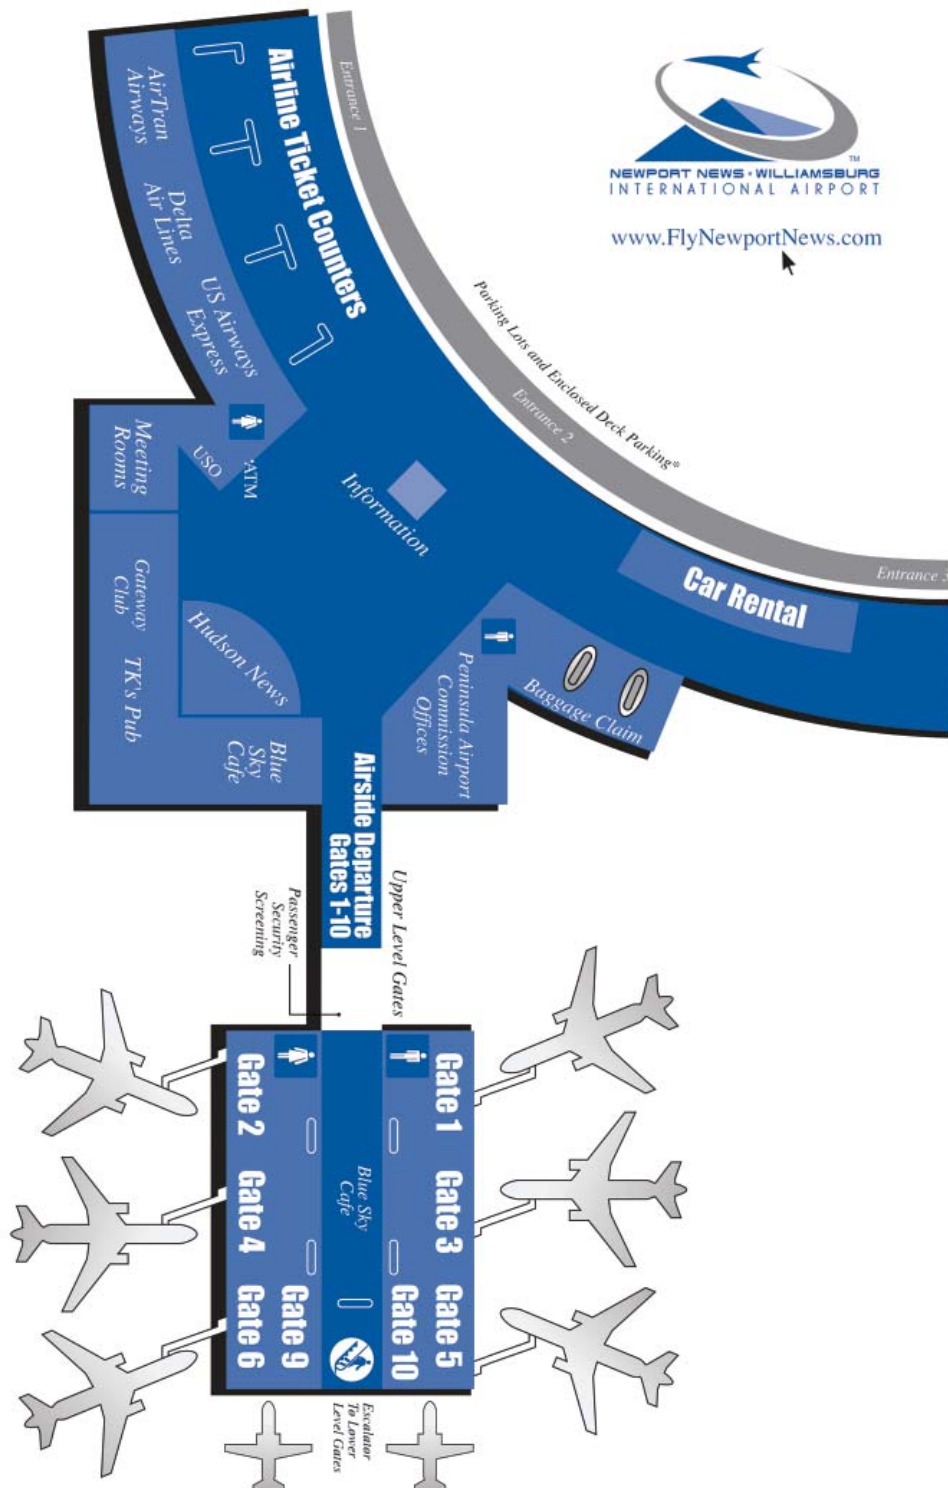 NEWPORT NEWS · WILLIAMSBURG
INTERNATIONAL AIRPORT
TM
www.FlyNewportNews.com
Entrance 1
Airline Ticket Counters
AirTran
Airways
Delta
Air Lines
US Airways
Express
Parking Lots and Enclosed Deck Parking*
Entrance 2
Entrance 3
Meeting
Rooms
USO
'ATM
Information
Car Rental
Gateway
Club
TK's Pub
Hudson News
Blue
Sky
Cafe
Peninsula Airport
Commission
Offices
Baggage Claim
Airside Departure
Gates 1-10
Upper Level Gates
Passenger
Security
Screening
Gate 2
Gate 1
Blue Sky
Cafe
Gate 4
Gate 3
Gate 6
Gate 9
Gate 10
Gate 5
Escalator
To Lower
Level Gates